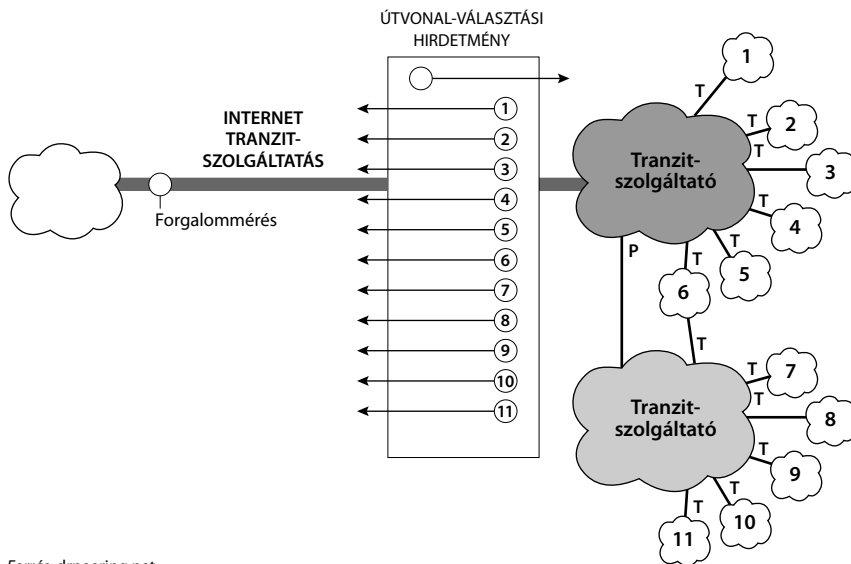 ÚTVONAL-VÁLASZTÁSI
HIRDETMÉNY
INTERNET
TRANZIT-
SZOLGÁLTATÁS
Forgalommérés
1
2
3
4
5
6
7
8
9
10
11
Tranzit-
szolgáltató
T
1
T
2
T
3
T
4
T
5
T
6
P
T
Tranzit-
szolgáltató
T
7
T
8
T
9
T
10
T
11